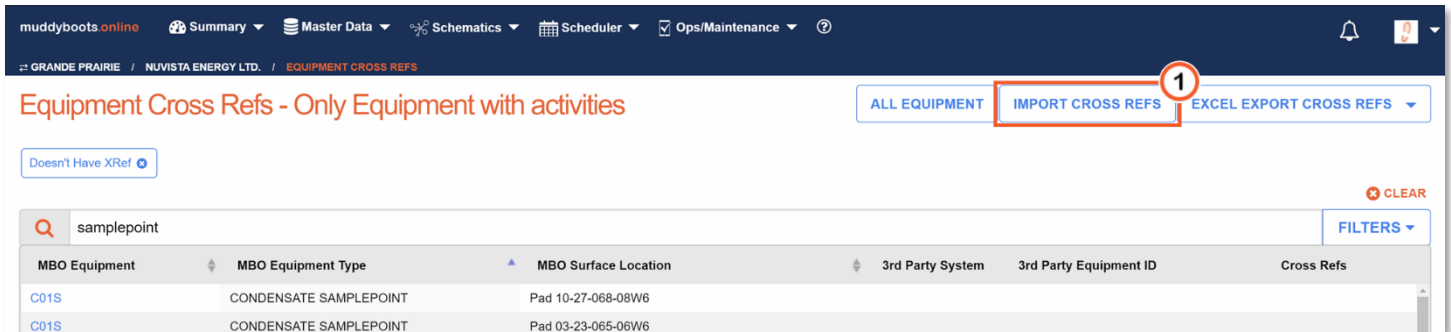 muddyboots.online Summary Master Data Schematics Scheduler Ops/Maintenance ?
GRANDE PRAIRIE / NUVISTA ENERGY LTD. / EQUIPMENT CROSS REFS
1
Equipment Cross Refs - Only Equipment with activities ALL EQUIPMENT IMPORT CROSS REFS EXCEL EXPORT CROSS REFS
Doesn't Have XRef
CLEAR
samplepoint FILTERS
MBO Equipment MBO Equipment Type MBO Surface Location 3rd Party System 3rd Party Equipment ID Cross Refs
C01S CONDENSATE SAMPLEPOINT Pad 10-27-068-08W6
C01S CONDENSATE SAMPLEPOINT Pad 03-23-065-06W6